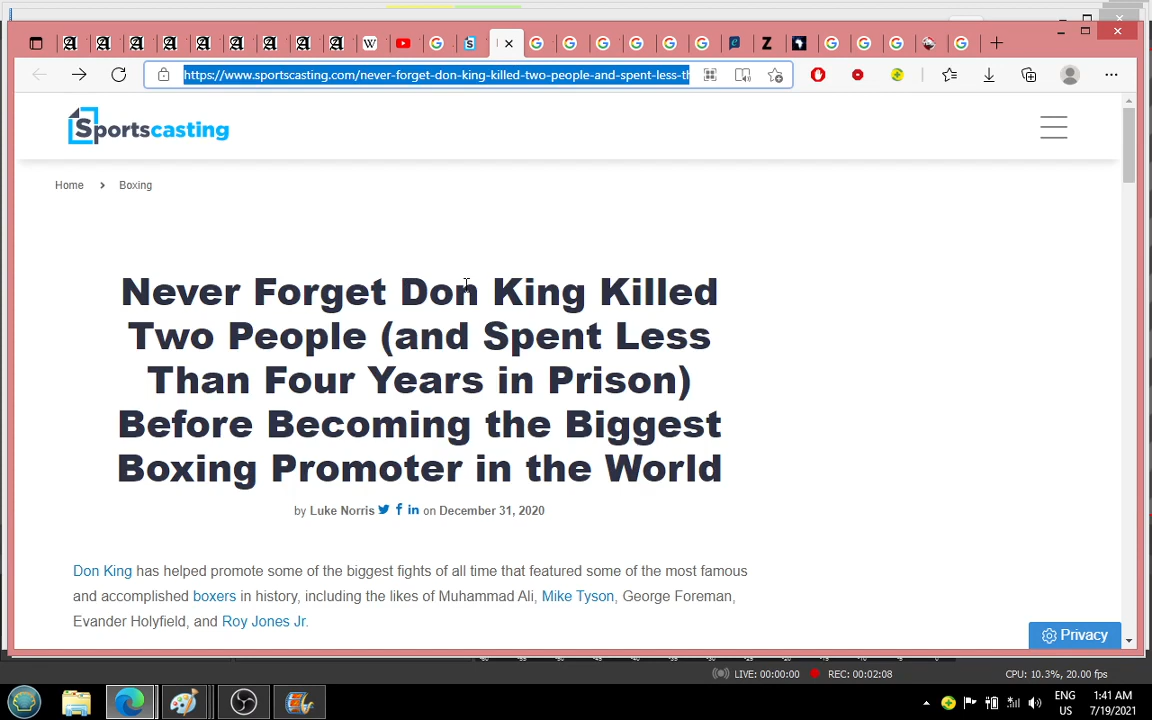 https://www.sportscasting.com/never-forget-don-king-killed-two-people-and-spent-less-th
Sportscasting
Home > Boxing
Never Forget Don King Killed
Two People (and Spent Less
Than Four Years in Prison)
Before Becoming the Biggest
Boxing Promoter in the World
by Luke Norris on December 31, 2020
Don King has helped promote some of the biggest fights of all time that featured some of the most famous
and accomplished boxers in history, including the likes of Muhammad Ali, Mike Tyson, George Foreman,
Evander Holyfield, and Roy Jones Jr.
Privacy
LIVE: 00:00:00 REC: 00:02:08 CPU: 10.3%, 20.00 fps
ENG 1:41 AM
US 7/19/2021